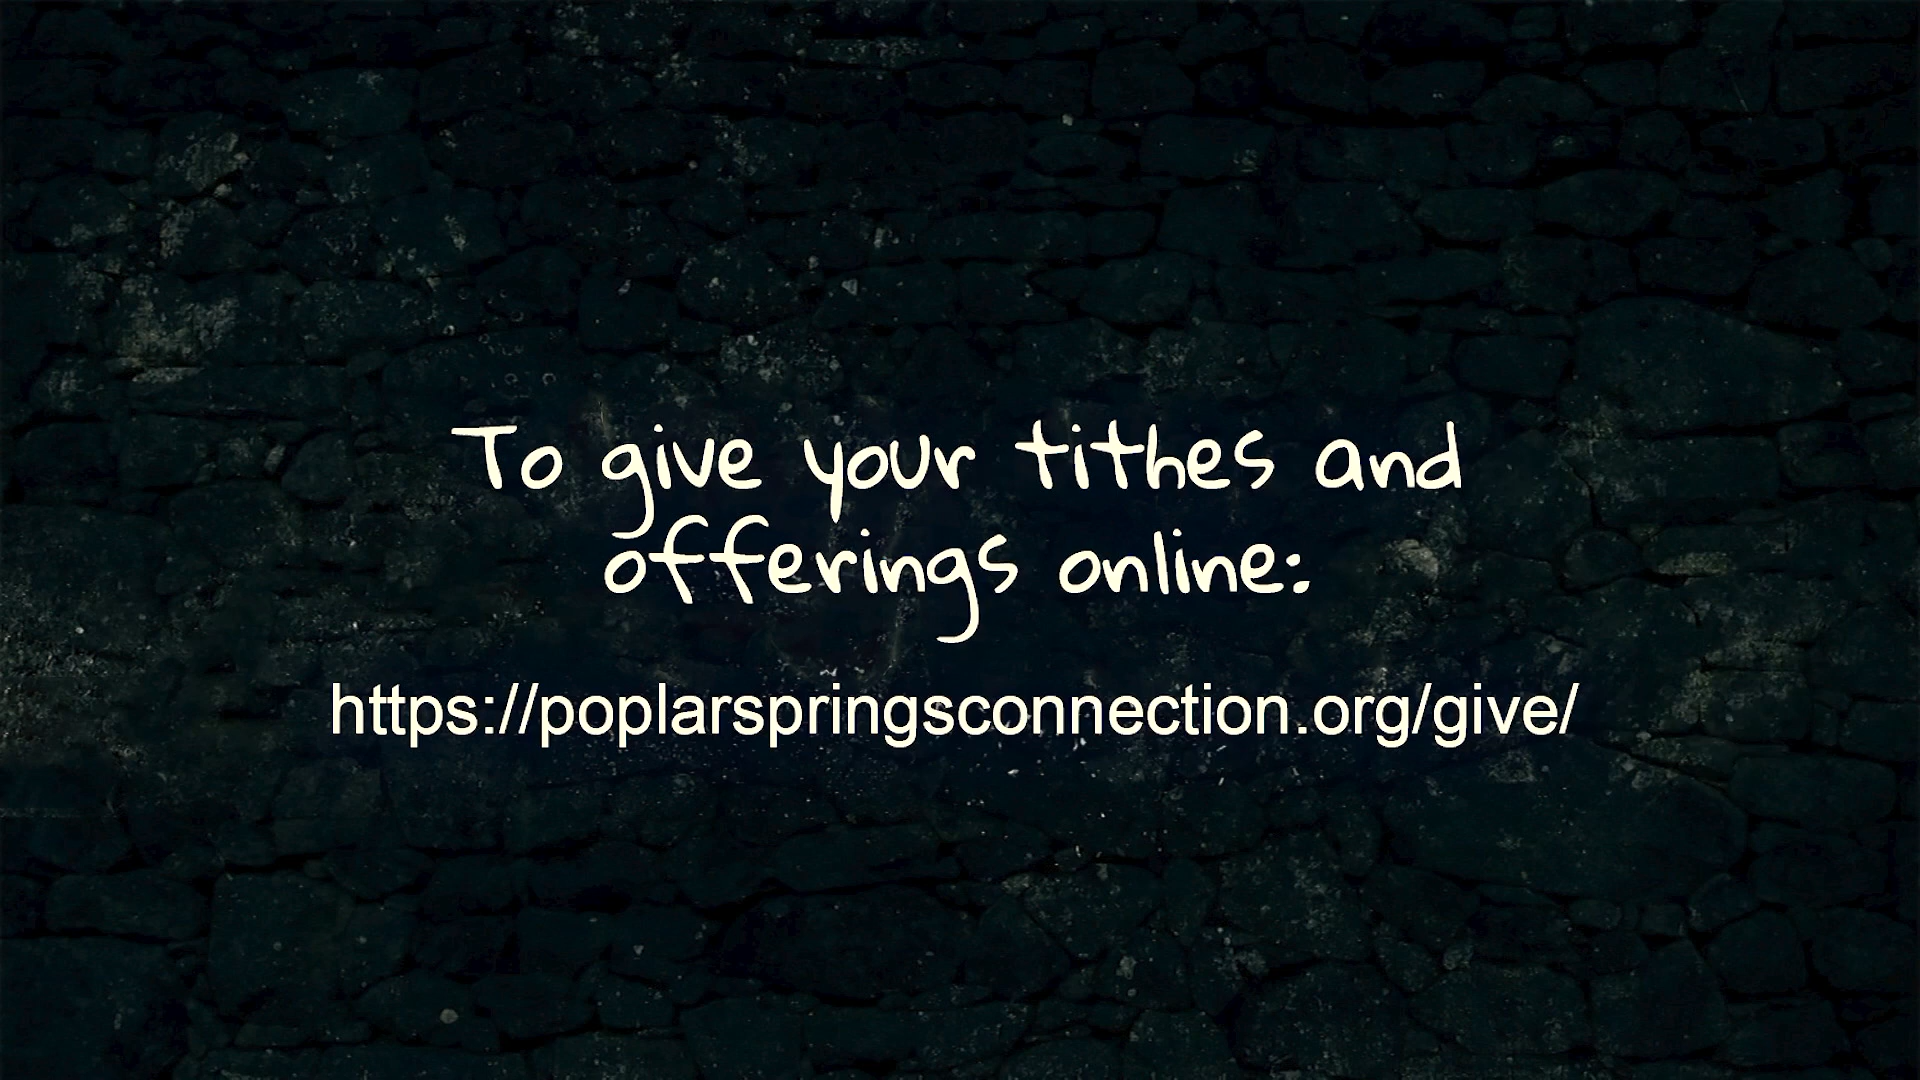 To give your tithes and
offerings online:
https://poplarspringsconnection.org/give/